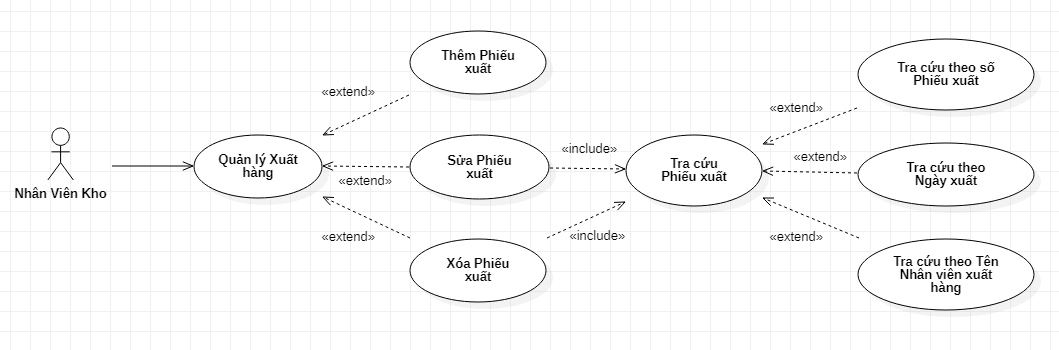 Nhân Viên Kho
Quản lý Xuất
hàng
«extend»
«extend»
«extend»
Thêm Phiếu
xuất
Sửa Phiếu
xuất
Xóa Phiếu
xuất
«include»
«include»
Tra cứu
Phiếu xuất
«extend»
«extend»
«extend»
Tra cứu theo số
Phiếu xuất
Tra cứu theo
Ngày xuất
Tra cứu theo Tên
Nhân viên xuất
hàng